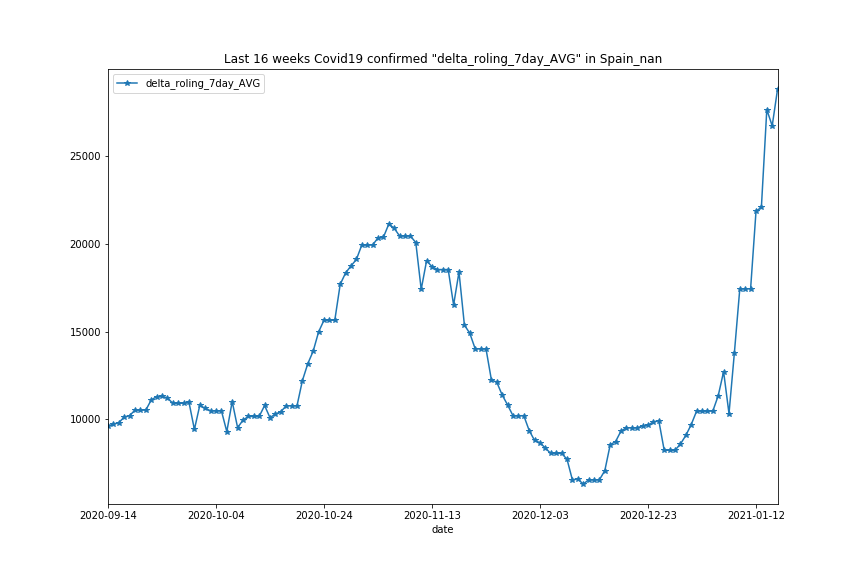 Last 16 weeks Covid19 confirmed "delta_roling_7day_AVG" in Spain_nan
delta_roling_7day_AVG
25000
20000
15000
10000
2020-09-14 2020-10-04 2020-10-24 2020-11-13 2020-12-03 2020-12-23 2021-01-12
date